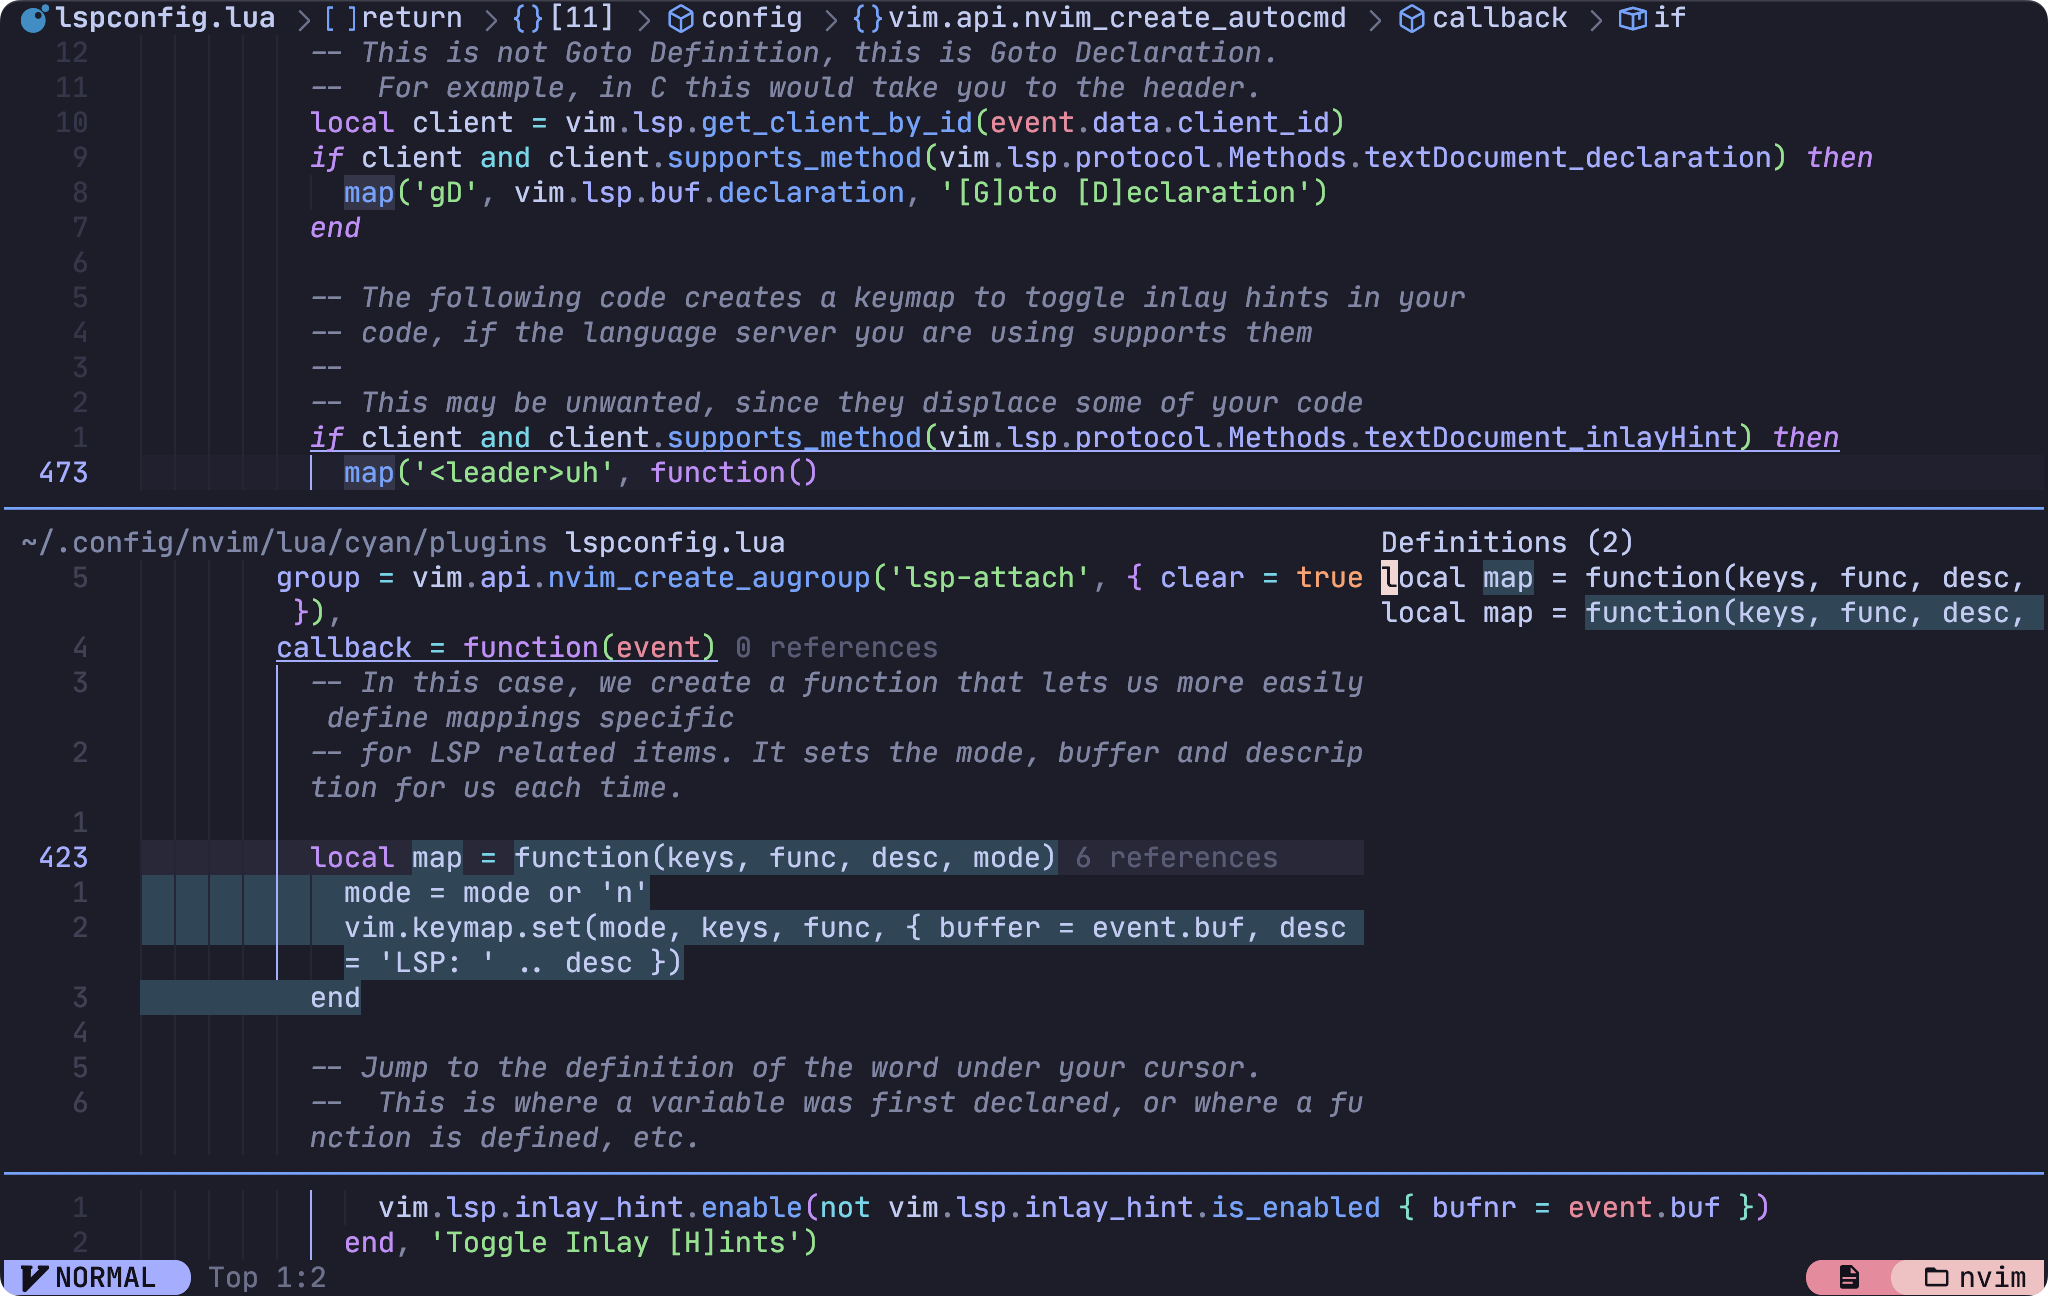 lspconfig.lua > [ ]return > {}[11] > config > {}vim.api.nvim_create_autocmd > callback > if
12 -- This is not Goto Definition, this is Goto Declaration.
11 --  For example, in C this would take you to the header.
10 local client = vim.lsp.get_client_by_id(event.data.client_id)
9 if client and client.supports_method(vim.lsp.protocol.Methods.textDocument_declaration) then
8 map('gD', vim.lsp.buf.declaration, '[G]oto [D]eclaration')
7 end
6
5 -- The following code creates a keymap to toggle inlay hints in your
4 -- code, if the language server you are using supports them
3 --
2 -- This may be unwanted, since they displace some of your code
1 if client and client.supports_method(vim.lsp.protocol.Methods.textDocument_inlayHint) then
473 map('<leader>uh', function()
~/.config/nvim/lua/cyan/plugins lspconfig.lua
5 group = vim.api.nvim_create_augroup('lsp-attach', { clear = true
}),
4 callback = function(event) 0 references
3 -- In this case, we create a function that lets us more easily
define mappings specific
2 -- for LSP related items. It sets the mode, buffer and descrip
tion for us each time.
1
423 local map = function(keys, func, desc, mode) 6 references
1 mode = mode or 'n'
2 vim.keymap.set(mode, keys, func, { buffer = event.buf, desc
= 'LSP: ' .. desc })
3 end
4
5 -- Jump to the definition of the word under your cursor.
6 --  This is where a variable was first declared, or where a fu
nction is defined, etc.
Definitions (2)
local map = function(keys, func, desc,
local map = function(keys, func, desc,
1 vim.lsp.inlay_hint.enable(not vim.lsp.inlay_hint.is_enabled { bufnr = event.buf })
2 end, 'Toggle Inlay [H]ints')
NORMAL Top 1:2 nvim